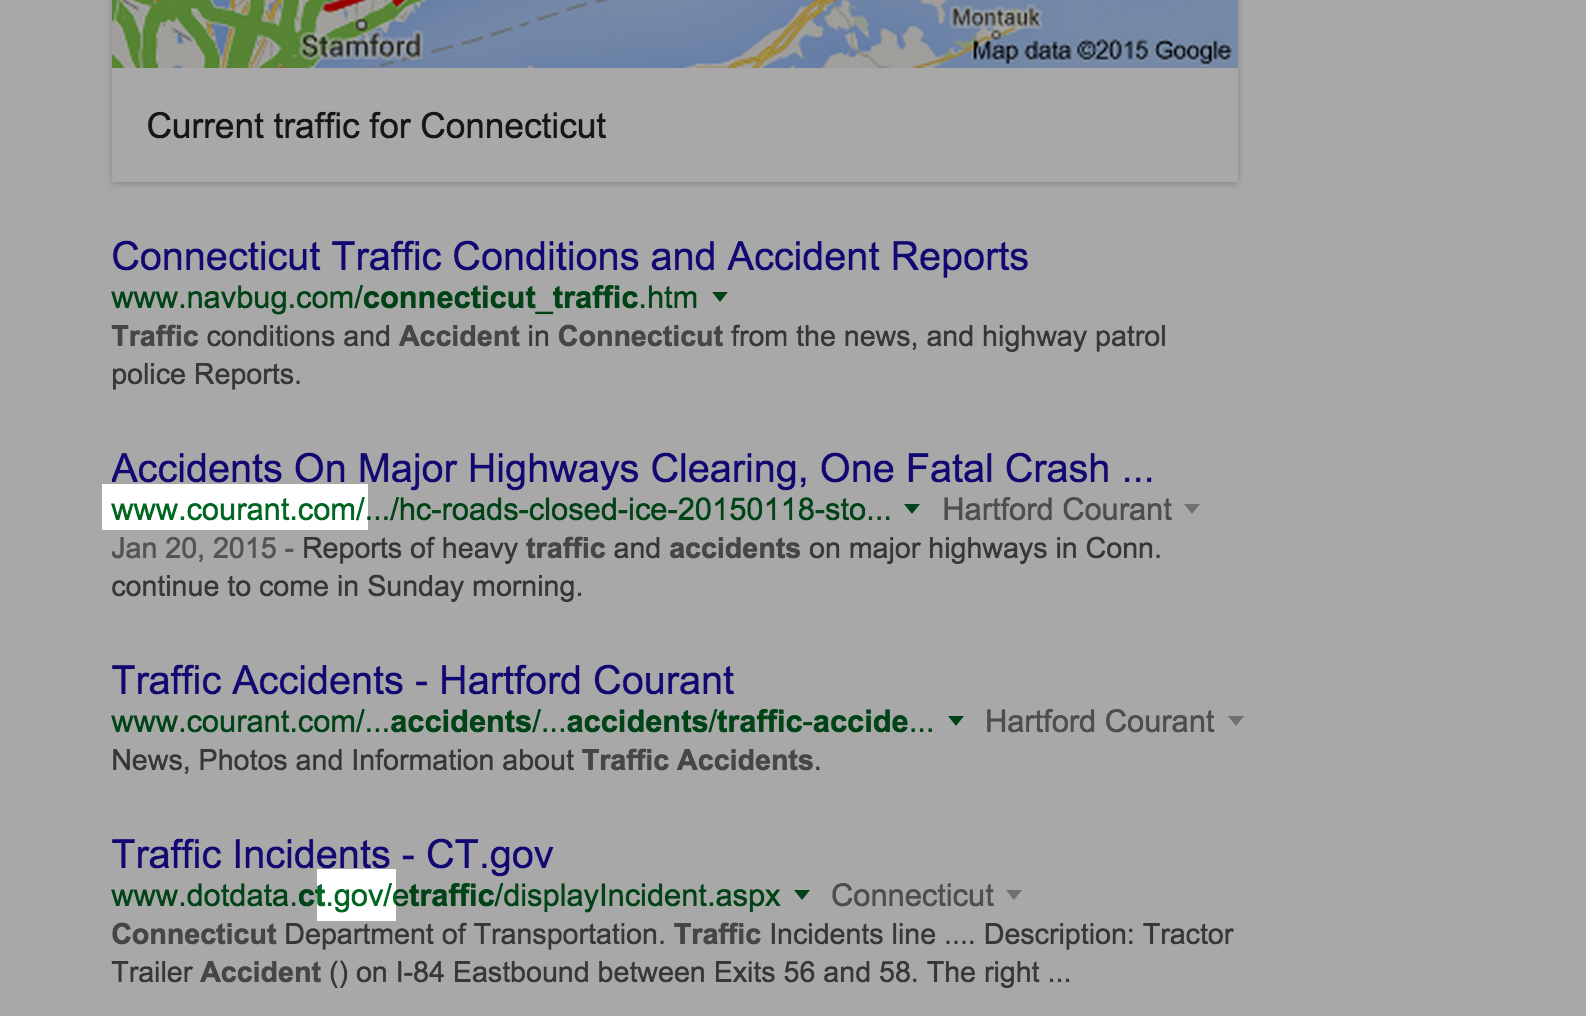 Stamford
Montauk
Map data ©2015 Google
Current traffic for Connecticut
Connecticut Traffic Conditions and Accident Reports
www.navbug.com/connecticut_traffic.htm
Traffic conditions and Accident in Connecticut from the news, and highway patrol
police Reports.
Accidents On Major Highways Clearing, One Fatal Crash ...
www.courant.com/.../hc-roads-closed-ice-20150118-sto... Hartford Courant
Jan 20, 2015 - Reports of heavy traffic and accidents on major highways in Conn.
continue to come in Sunday morning.
Traffic Accidents - Hartford Courant
www.courant.com/...accidents/...accidents/traffic-accide... Hartford Courant
News, Photos and Information about Traffic Accidents.
Traffic Incidents - CT.gov
www.dotdata.ct.gov/etraffic/displayIncident.aspx Connecticut
Connecticut Department of Transportation. Traffic Incidents line .... Description: Tractor
Trailer Accident () on I-84 Eastbound between Exits 56 and 58. The right ...